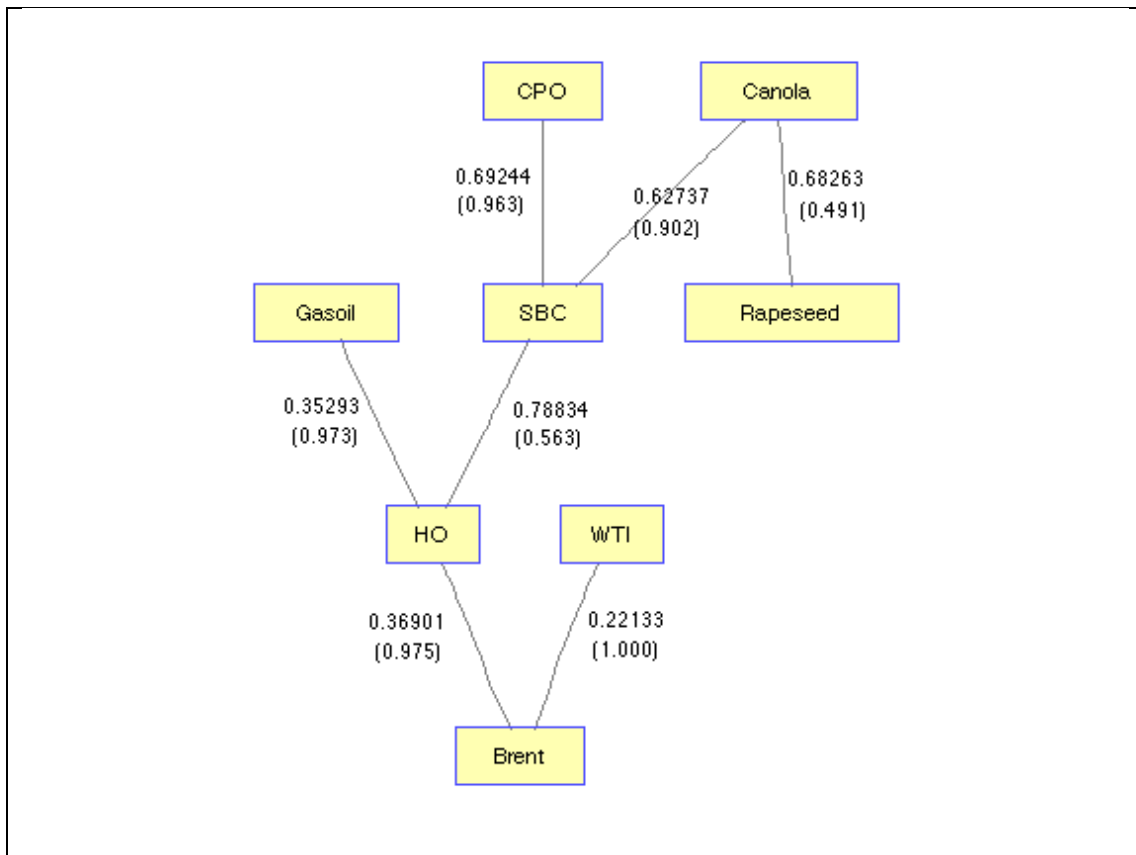 CPO
Canola
0.69244
(0.963)
0.62737
(0.902)
0.68263
(0.491)
Gasoil
SBC
Rapeseed
0.35293
(0.973)
0.78834
(0.563)
HO
WTI
0.36901
(0.975)
0.22133
(1.000)
Brent